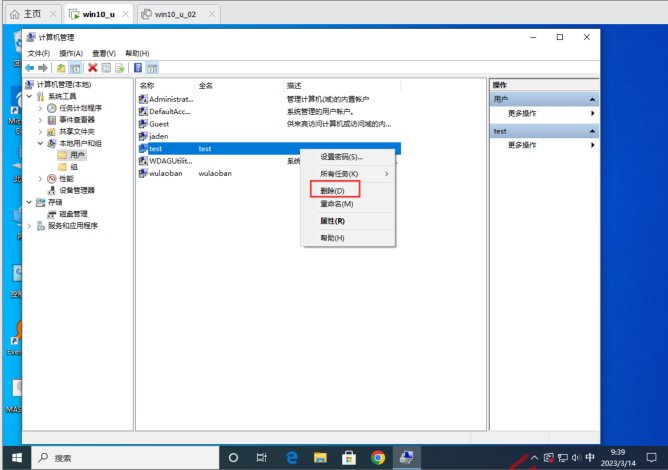 主页
win10_u
win10_u_02
计算机管理
文件(F) 操作(A) 查看(V) 帮助(H)
计算机管理(本地)
系统工具
任务计划程序
事件查看器
共享文件夹
本地用户和组
用户
组
性能
设备管理器
存储
磁盘管理
服务和应用程序
名称 全名 描述
Administrat... 管理计算机(域)的内置帐户
DefaultAcc... 系统管理的用户帐户。
Guest 供来宾访问计算机或访问域的内...
jaden
test test
WDAGUtilit... 系统
wulaoban wulaoban
设置密码(S)...
所有任务(K)
删除(D)
重命名(M)
属性(R)
帮助(H)
操作
用户
更多操作
test
更多操作
搜索
中
9:39
2023/3/14